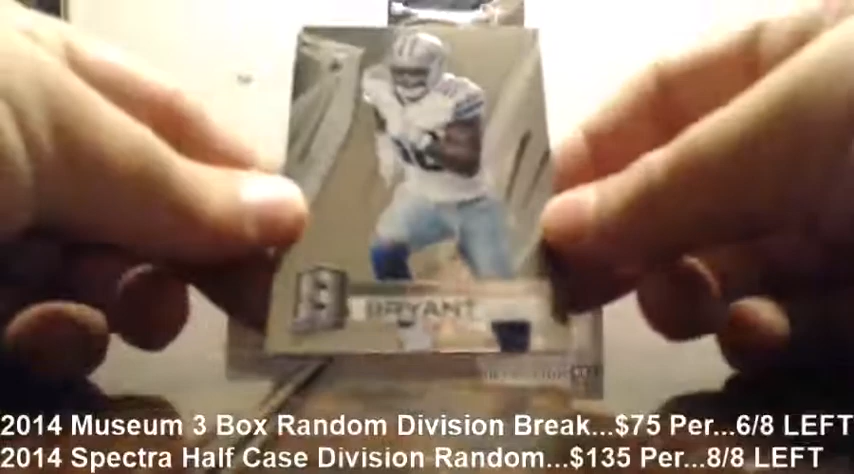 BRYANT
2014 Museum 3 Box Random Division Break...$75 Per...6/8 LEFT
2014 Spectra Half Case Division Random...$135 Per...8/8 LEFT